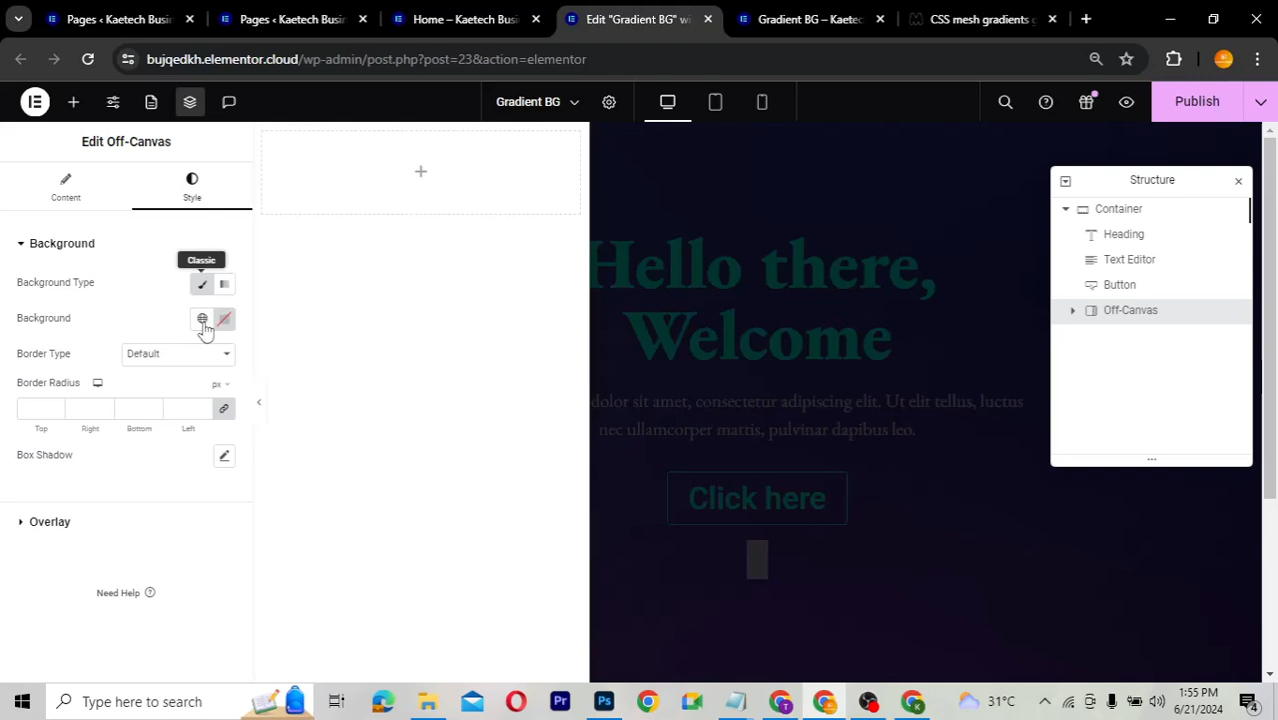 Pages ‹ Kaetech Business
Pages ‹ Kaetech Business
Home – Kaetech Business
Edit "Gradient BG" wi
Gradient BG – Kaetec
CSS mesh gradients g
bujqedkh.elementor.cloud/wp-admin/post.php?post=23&action=elementor
Gradient BG
Publish
Edit Off-Canvas
Content
Style
Background
Classic
Background Type
Background
Border Type
Default
Border Radius
px
Top
Right
Bottom
Left
Box Shadow
Overlay
Need Help
Hello there,
Welcome
dolor sit amet, consectetur adipiscing elit. Ut elit tellus, luctus
nec ullamcorper mattis, pulvinar dapibus leo.
Click here
Structure
Container
Heading
Text Editor
Button
Off-Canvas
Type here to search
31°C
1:55 PM
6/21/2024
4